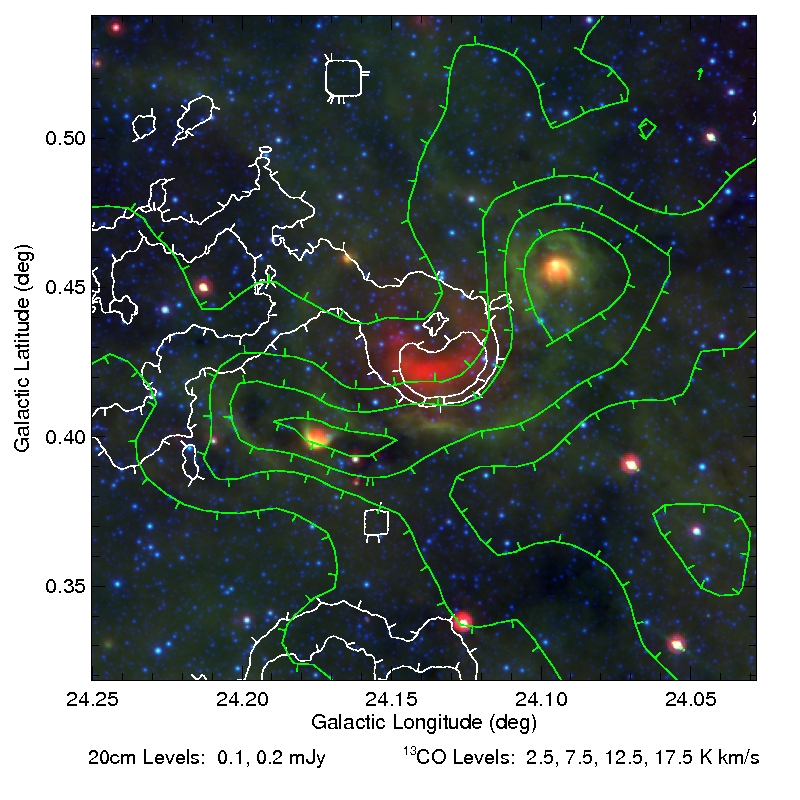 0.50
0.45
0.40
0.35
Galactic Latitude (deg)
24.25 24.20 24.15 24.10 24.05
Galactic Longitude (deg)
20cm Levels: 0.1, 0.2 mJy ¹³CO Levels: 2.5, 7.5, 12.5, 17.5 K km/s